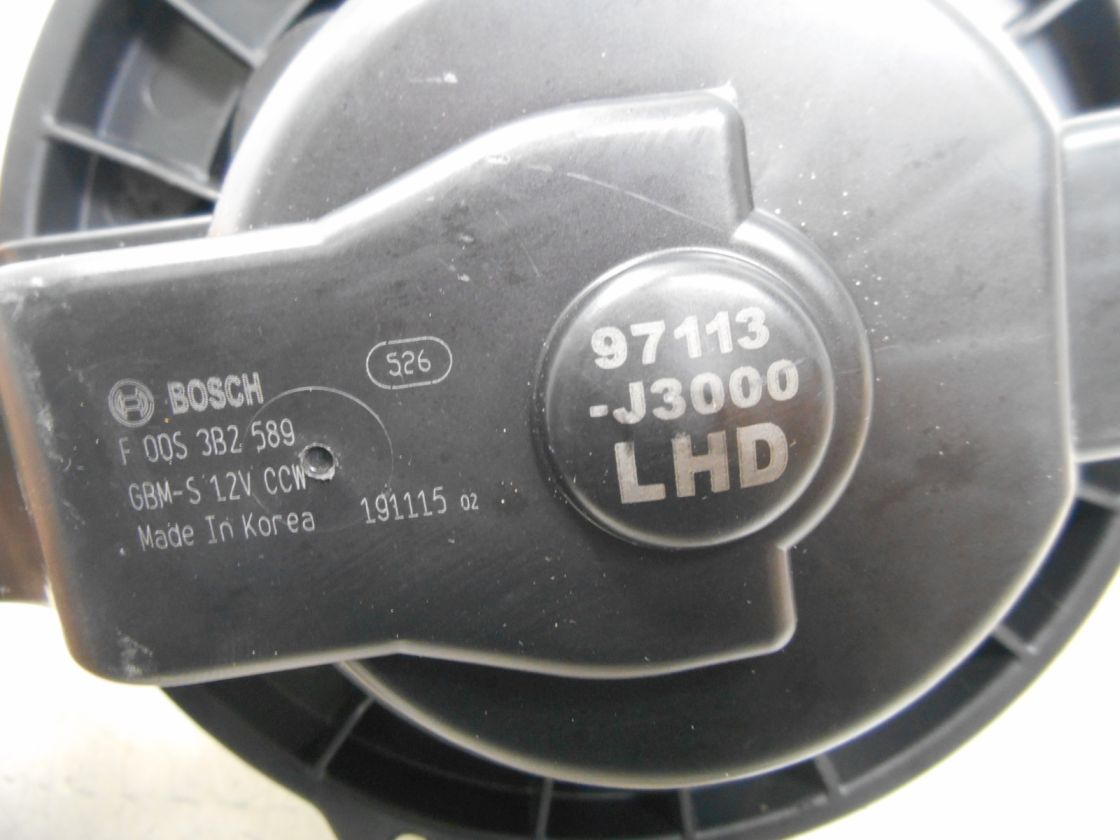 526
BOSCH
F 00S 3B2 589
GBM-S 12V CCW
Made In Korea
191115 02
97113
-J3000
LHD